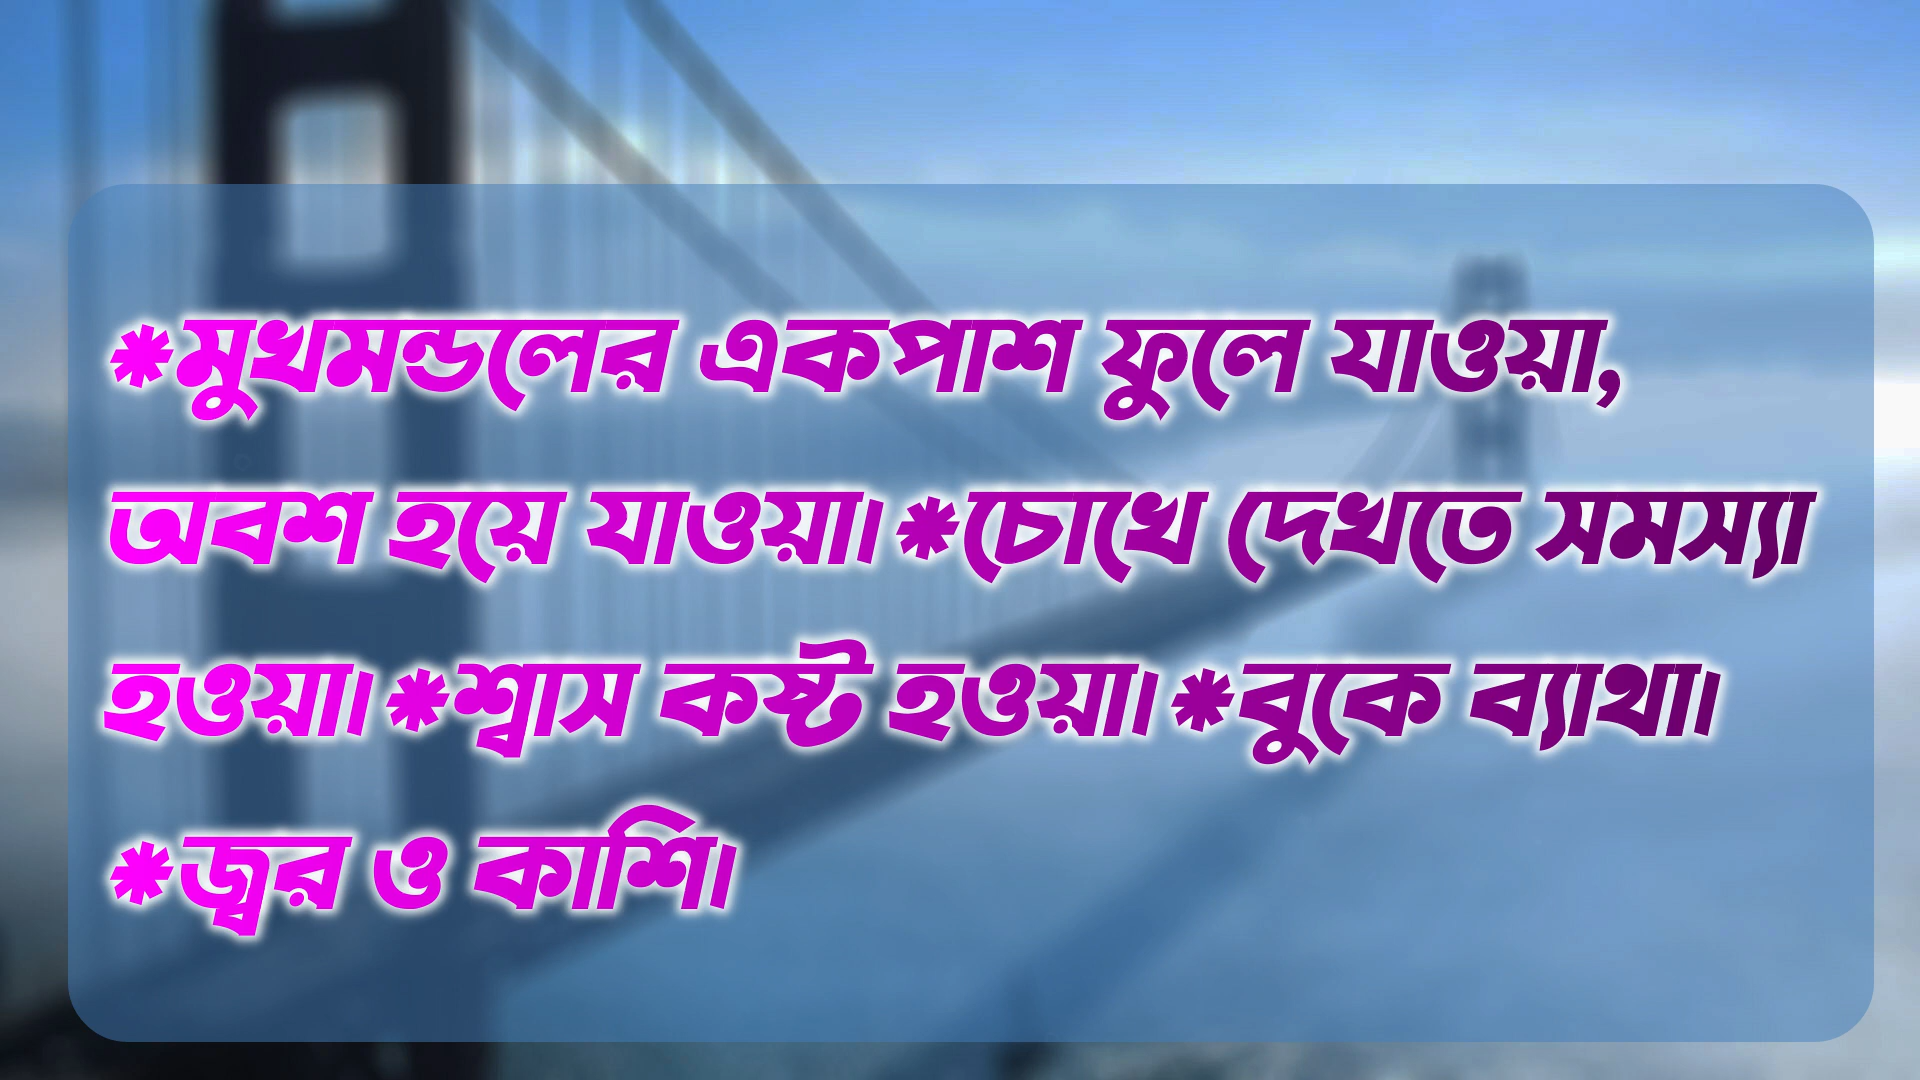 *মুখমন্ডলের একপাশ ফুলে যাওয়া,
অবশ হয়ে যাওয়া। *চোখে দেখতে সমস্যা
হওয়া। *শ্বাস কষ্ট হওয়া। *বুকে ব্যাথা।
*জ্বর ও কাশি।